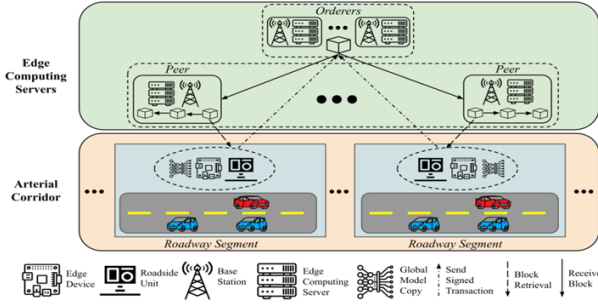 Orderers
Edge
Computing
Servers
Peer
Peer
Arterial
Corridor
Roadway Segment
Roadway Segment
Edge
Device
Roadside
Unit
Base
Station
Edge
Computing
Server
Global
Model
Copy
Send
Signed
Transaction
Block
Retrieval
Receive
Block